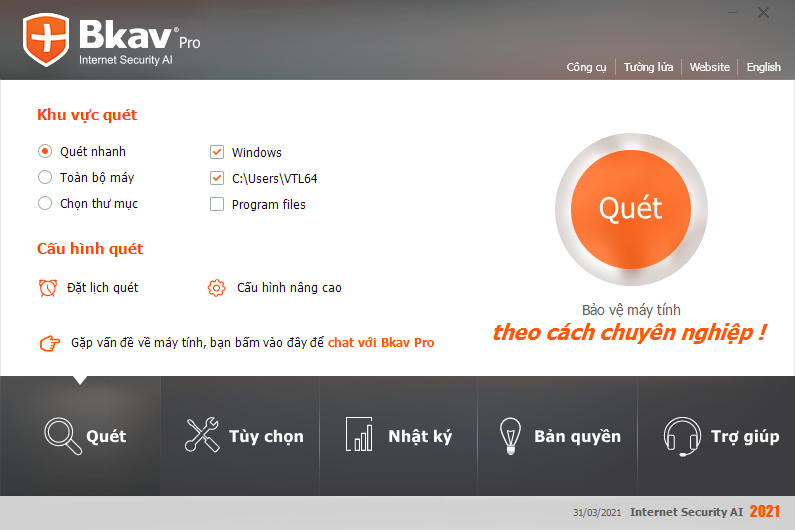 Bkav® Pro
Internet Security AI
Công cụ
Tường lửa
Website
English
Khu vực quét
Quét nhanh
Windows
Toàn bộ máy
C:\Users\VTL64
Chọn thư mục
Program files
Quét
Cấu hình quét
Đặt lịch quét
Cấu hình nâng cao
Bảo vệ máy tính
theo cách chuyên nghiệp !
Gặp vấn đề về máy tính, bạn bấm vào đây để chat với Bkav Pro
Quét
Tùy chọn
Nhật ký
Bản quyền
Trợ giúp
31/03/2021 Internet Security AI 2021